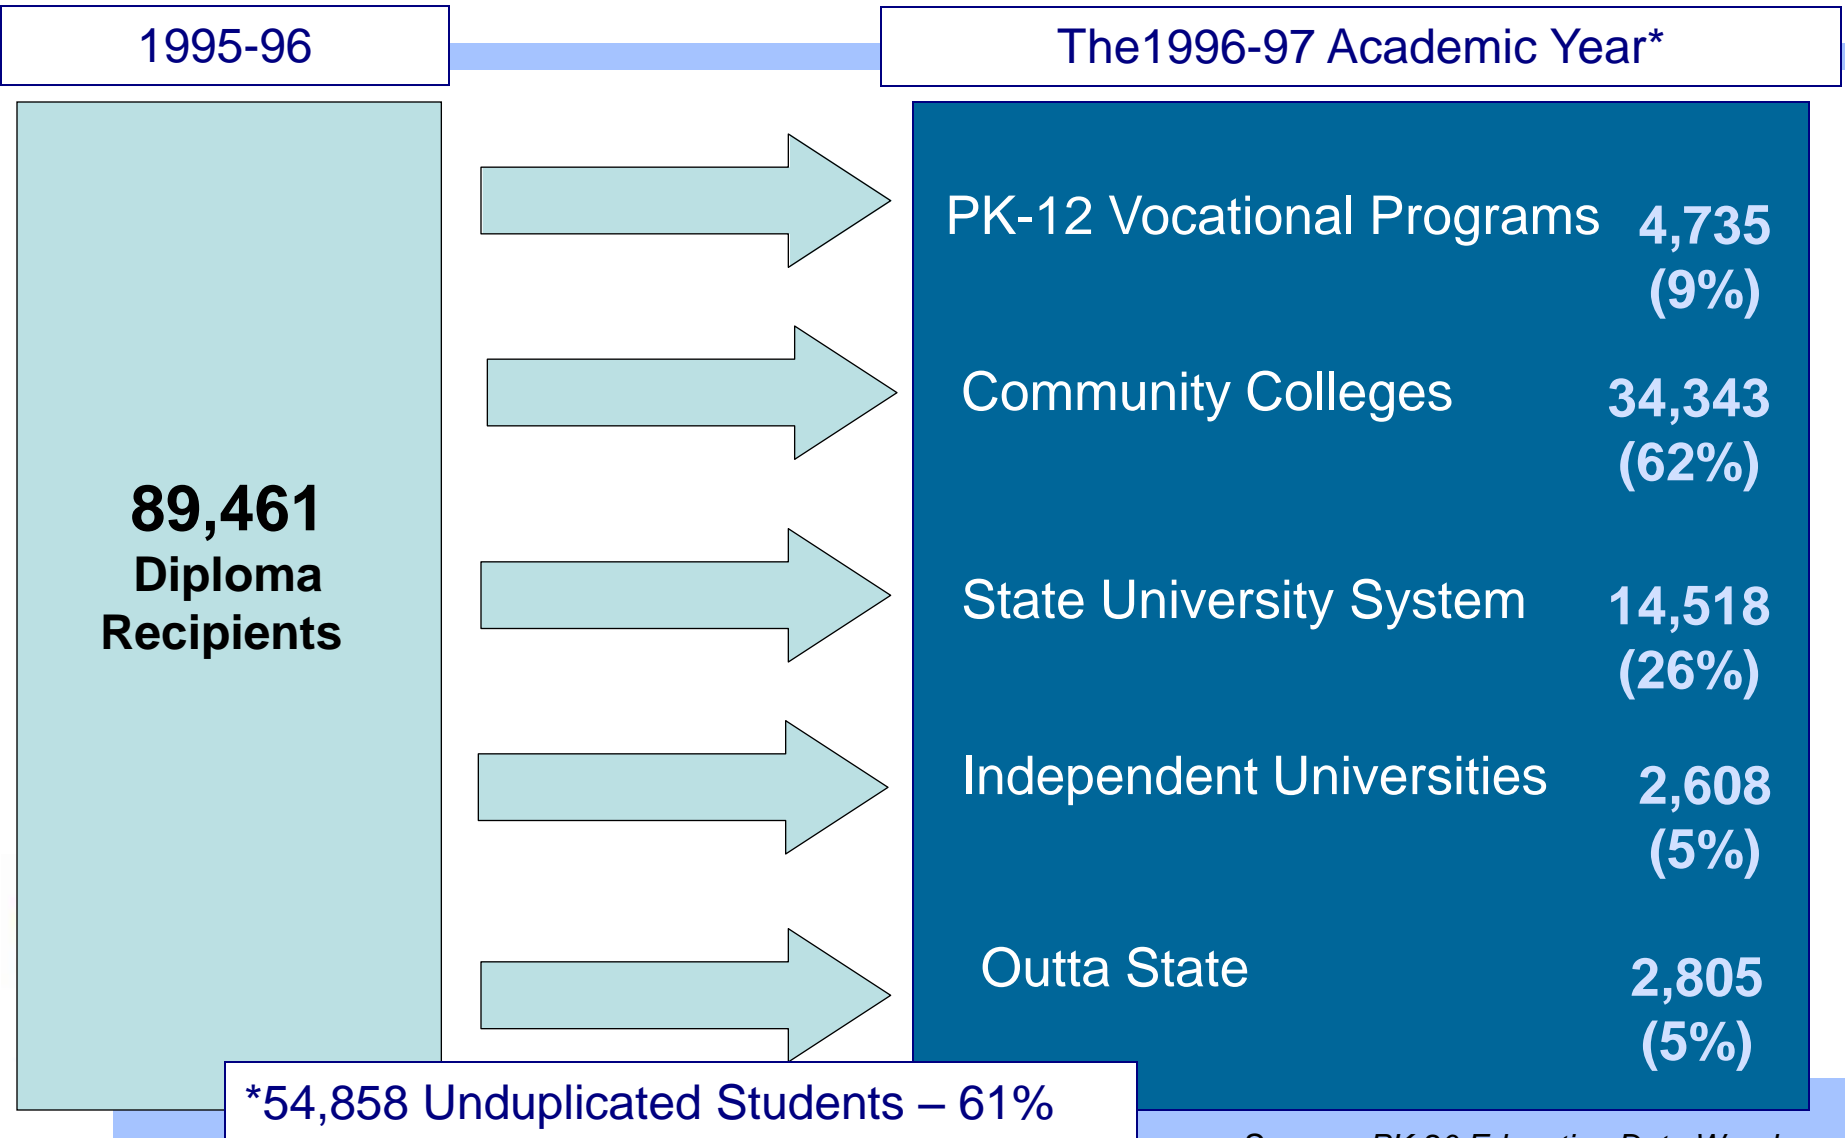 1995-96
The1996-97 Academic Year*
89,461
Diploma
Recipients
PK-12 Vocational Programs 4,735
(9%)
Community Colleges 34,343
(62%)
State University System 14,518
(26%)
Independent Universities 2,608
(5%)
Outta State 2,805
(5%)
*54,858 Unduplicated Students – 61%